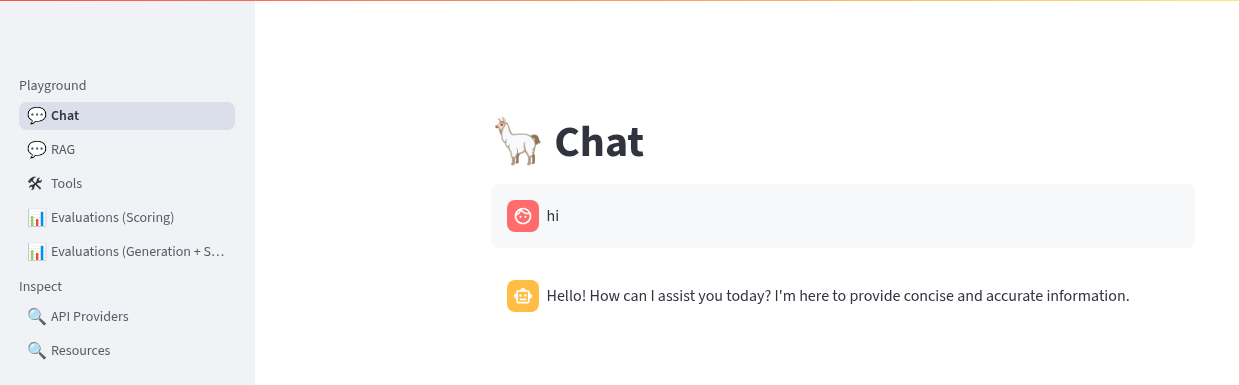 Playground
Chat
RAG
Tools
Evaluations (Scoring)
Evaluations (Generation + S…
Inspect
API Providers
Resources
Chat
hi
Hello! How can I assist you today? I'm here to provide concise and accurate information.